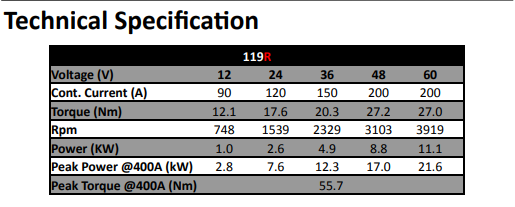 Technical Specification
119R
Voltage (V) 12 24 36 48 60
Cont. Current (A) 90 120 150 200 200
Torque (Nm) 12.1 17.6 20.3 27.2 27.0
Rpm 748 1539 2329 3103 3919
Power (KW) 1.0 2.6 4.9 8.8 11.1
Peak Power @400A (kW) 2.8 7.6 12.3 17.0 21.6
Peak Torque @400A (Nm) 55.7